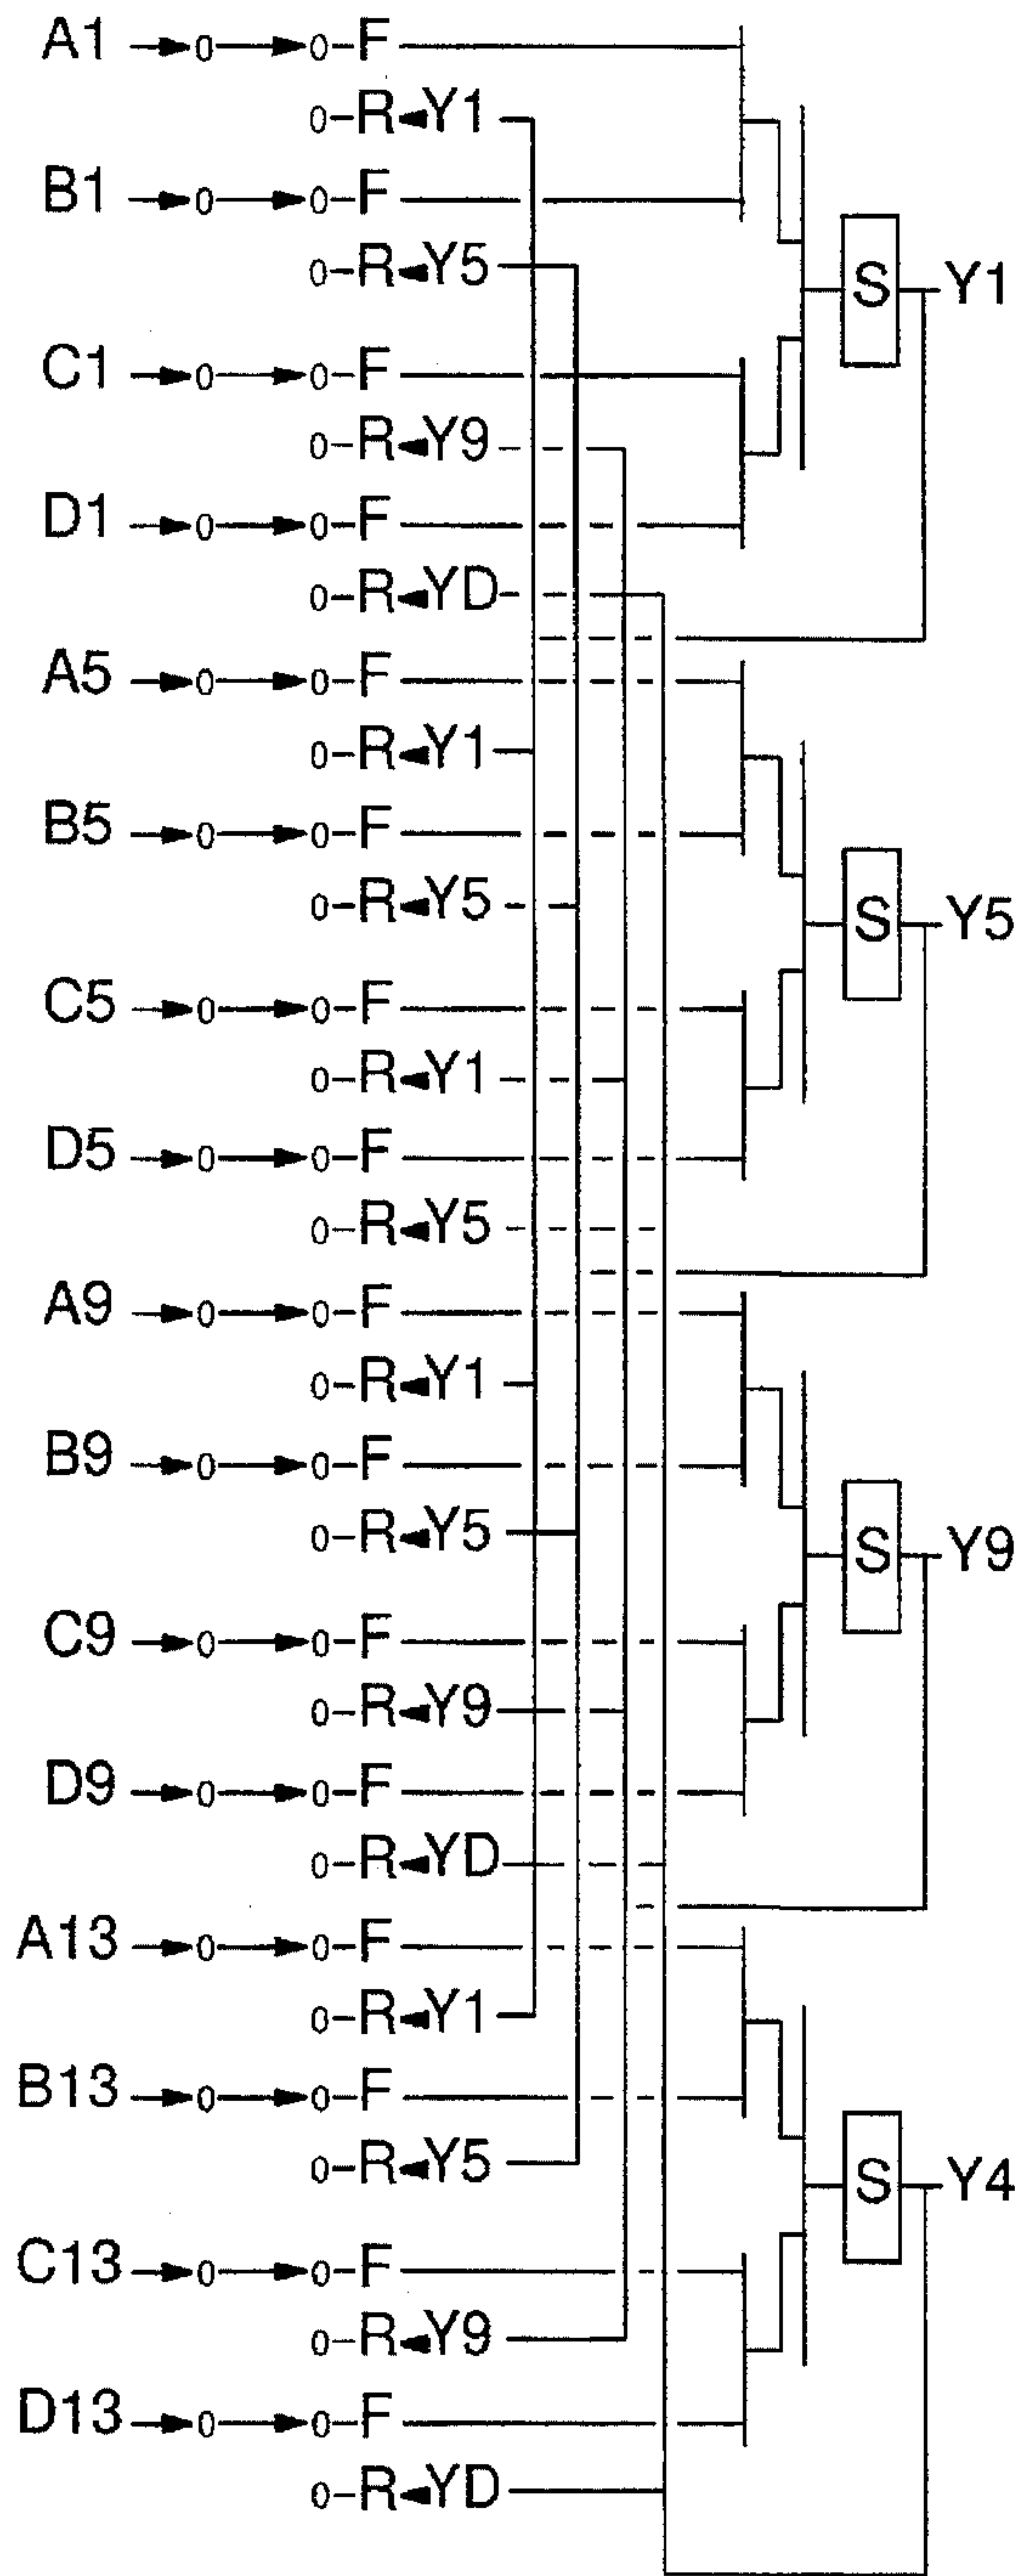 A1 0 0-F
0-R Y1
B1 0 0-F
0-R Y5
S Y1
C1 0 0-F
0-R Y9
D1 0 0-F
0-R YD
A5 0 0-F
0-R Y1
B5 0 0-F
0-R Y5
S Y5
C5 0 0-F
0-R Y1
D5 0 0-F
0-R Y5
A9 0 0-F
0-R Y1
B9 0 0-F
0-R Y5
S Y9
C9 0 0-F
0-R Y9
D9 0 0-F
0-R YD
A13 0 0-F
0-R Y1
B13 0 0-F
0-R Y5
S Y4
C13 0 0-F
0-R Y9
D13 0 0-F
0-R YD